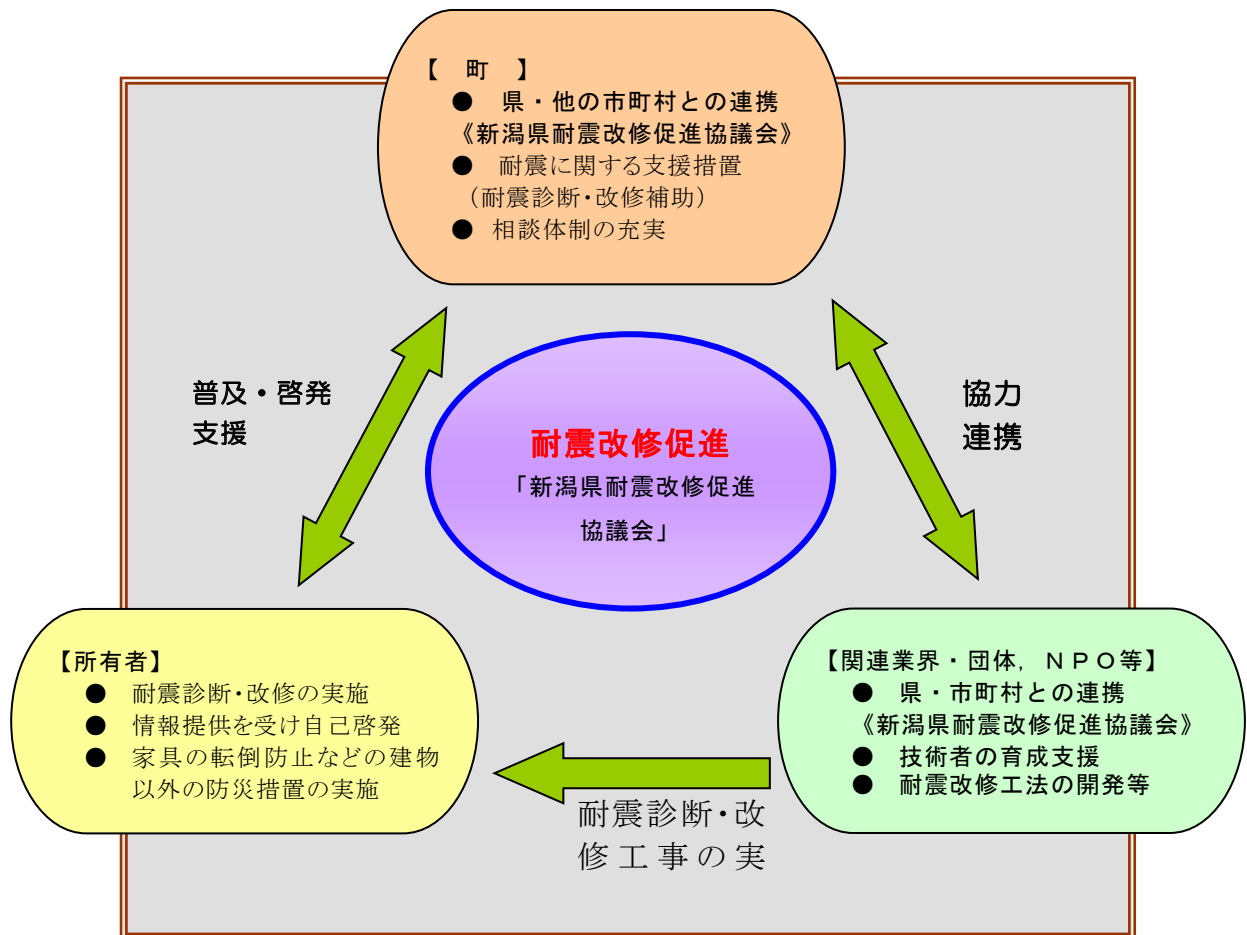 【　町　】
●　県・他の市町村との連携
《新潟県耐震改修促進協議会》
●　耐震に関する支援措置
（耐震診断・改修補助）
●　相談体制の充実
普及・啓発
支援
協力
連携
耐震改修促進
「新潟県耐震改修促進
協議会」
【所有者】
●　耐震診断・改修の実施
●　情報提供を受け自己啓発
●　家具の転倒防止などの建物
以外の防災措置の実施
【関連業界・団体，ＮＰＯ等】
●　県・市町村との連携
《新潟県耐震改修促進協議会》
●　技術者の育成支援
●　耐震改修工法の開発等
耐震診断・改
修工事の実